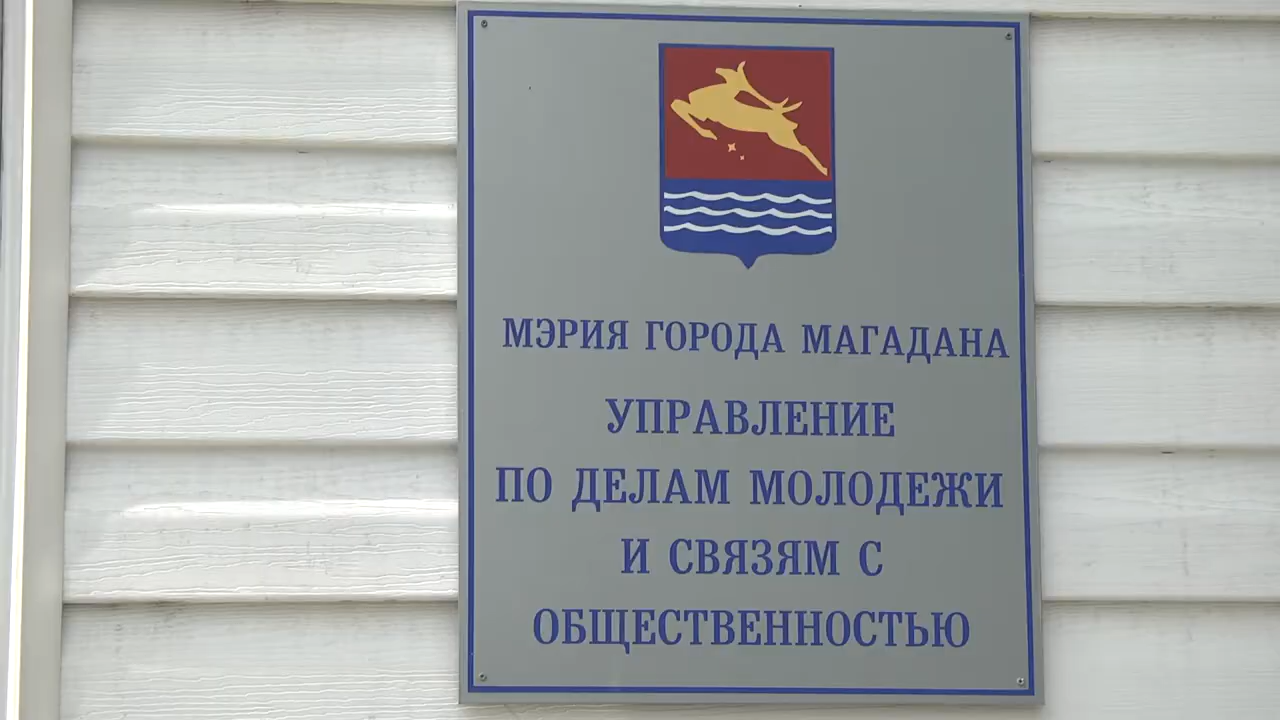 МЭРИЯ ГОРОДА МАГАДАНА
УПРАВЛЕНИЕ
ПО ДЕЛАМ МОЛОДЕЖИ
И СВЯЗЯМ С
ОБЩЕСТВЕННОСТЬЮ